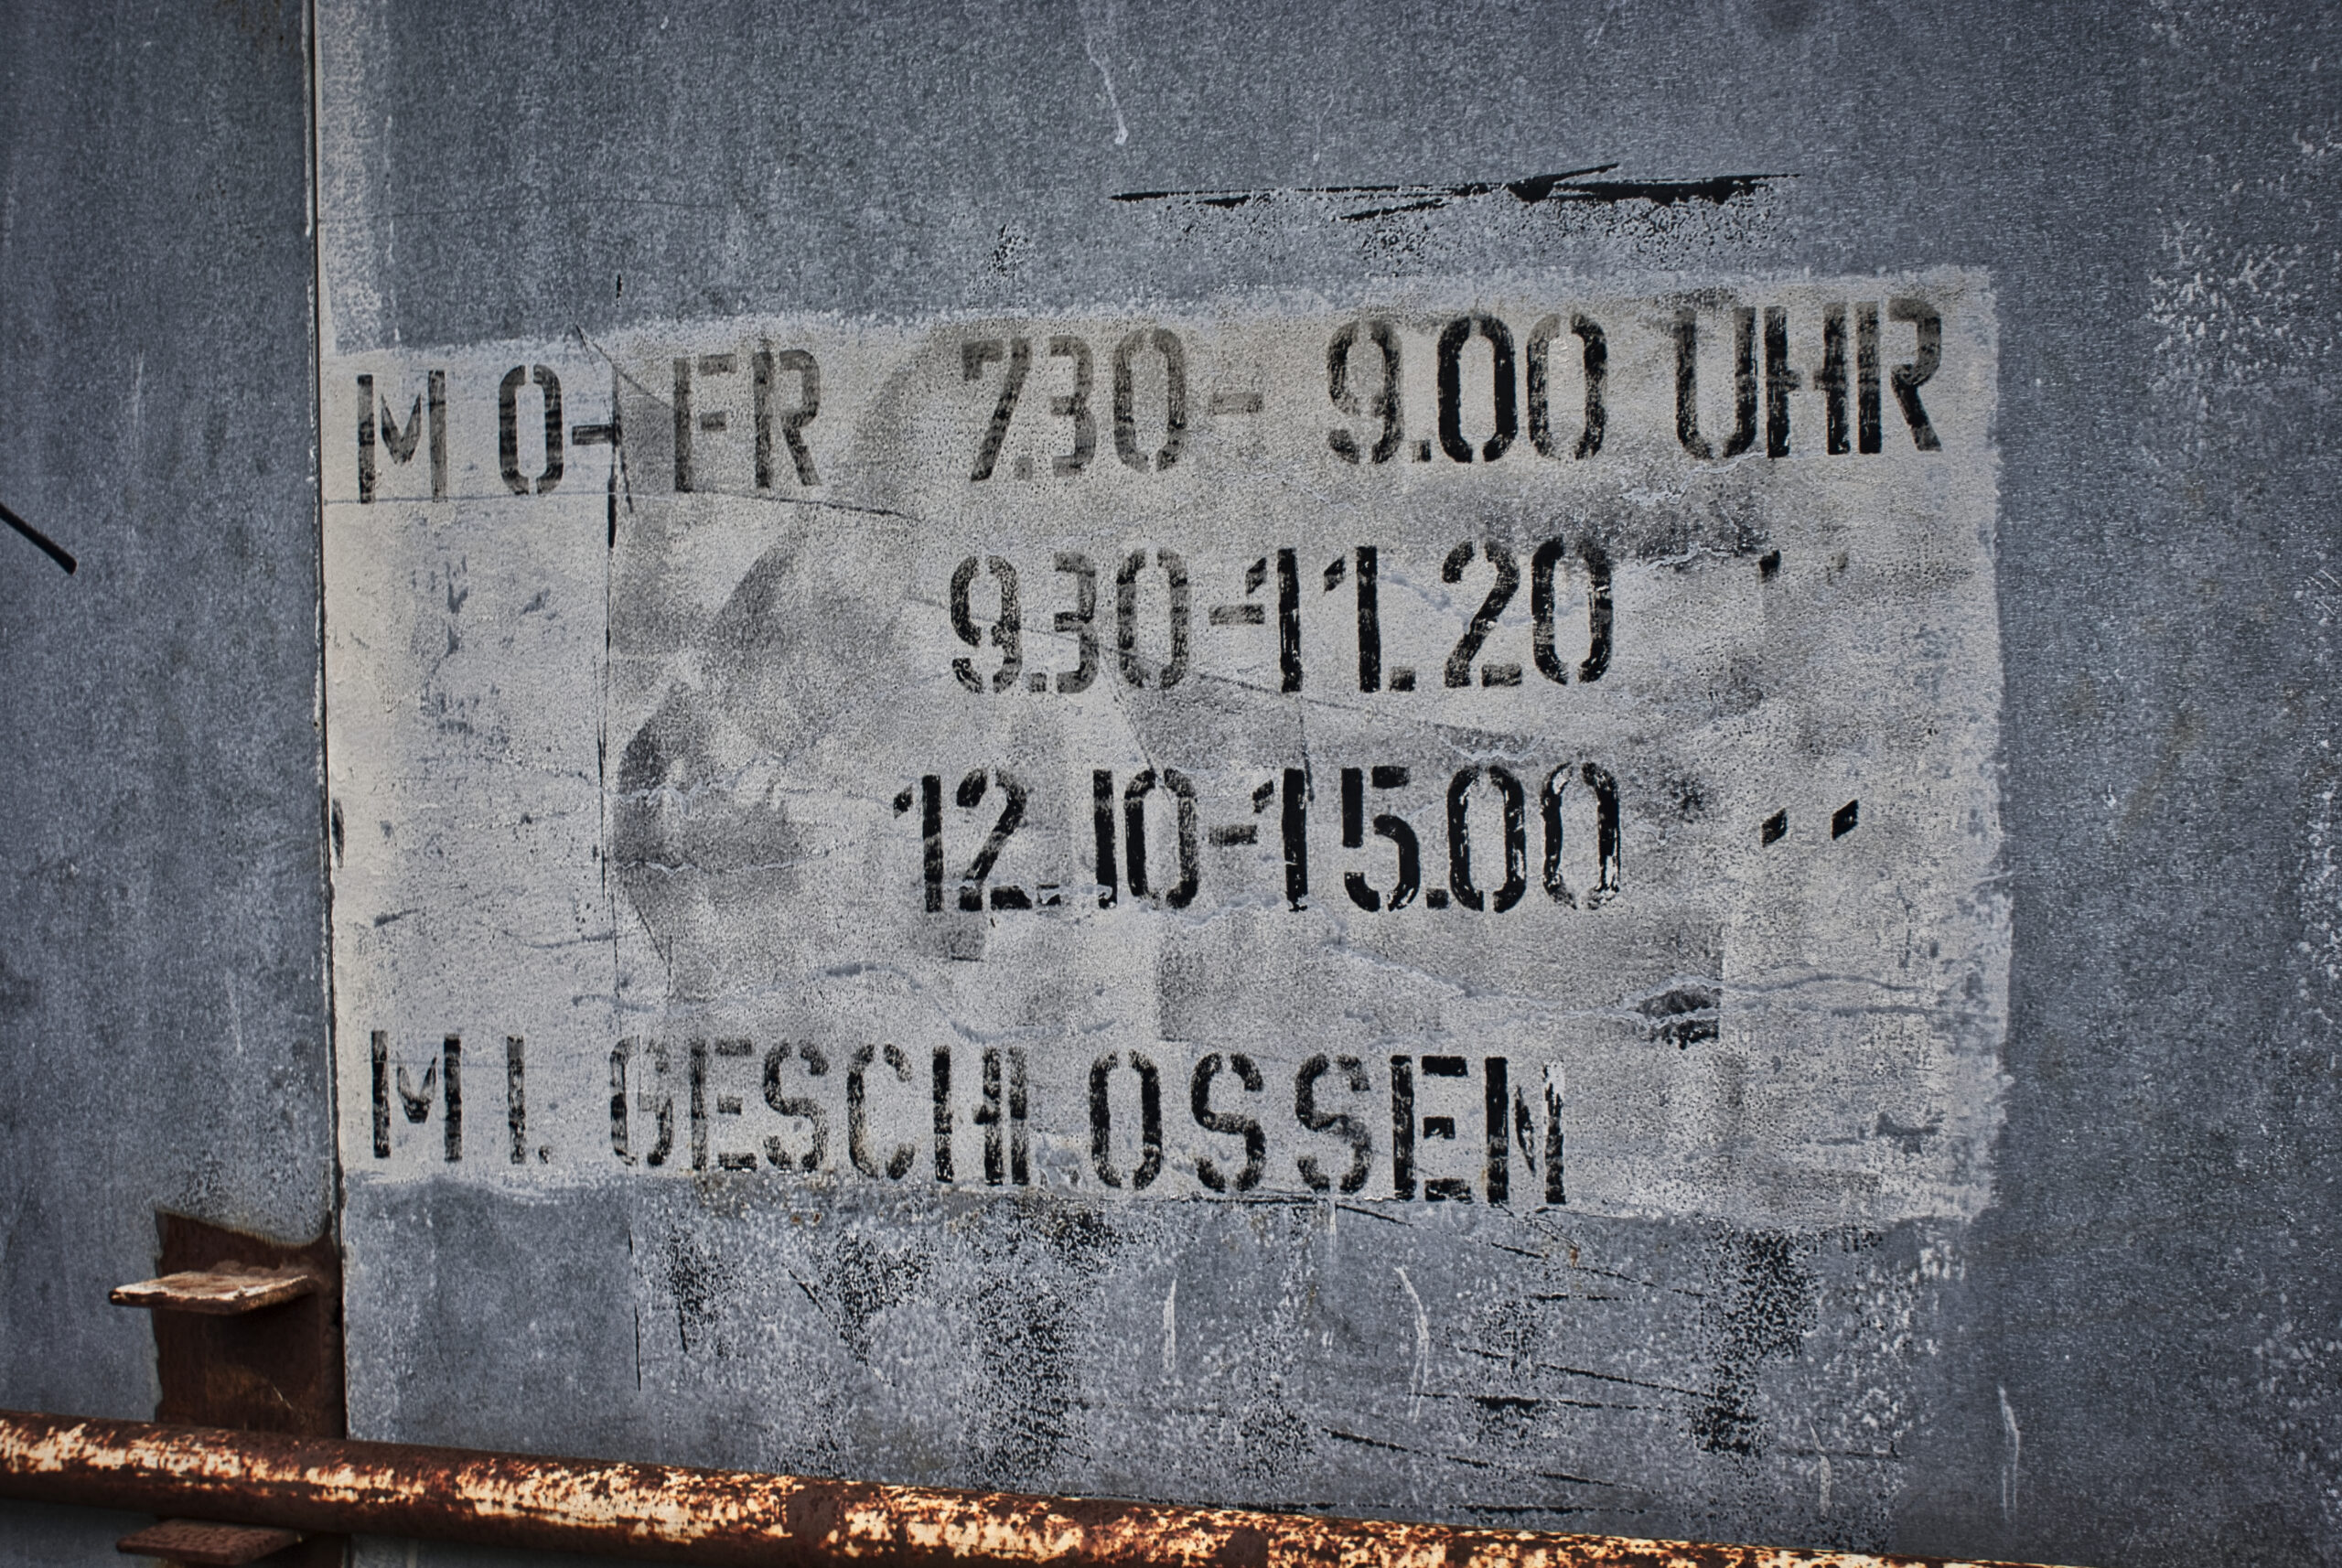 MO-FR 7.30- 9.00 UHR
9.30-11.20 ''
12.10-15.00 ''
MI. GESCHLOSSEN